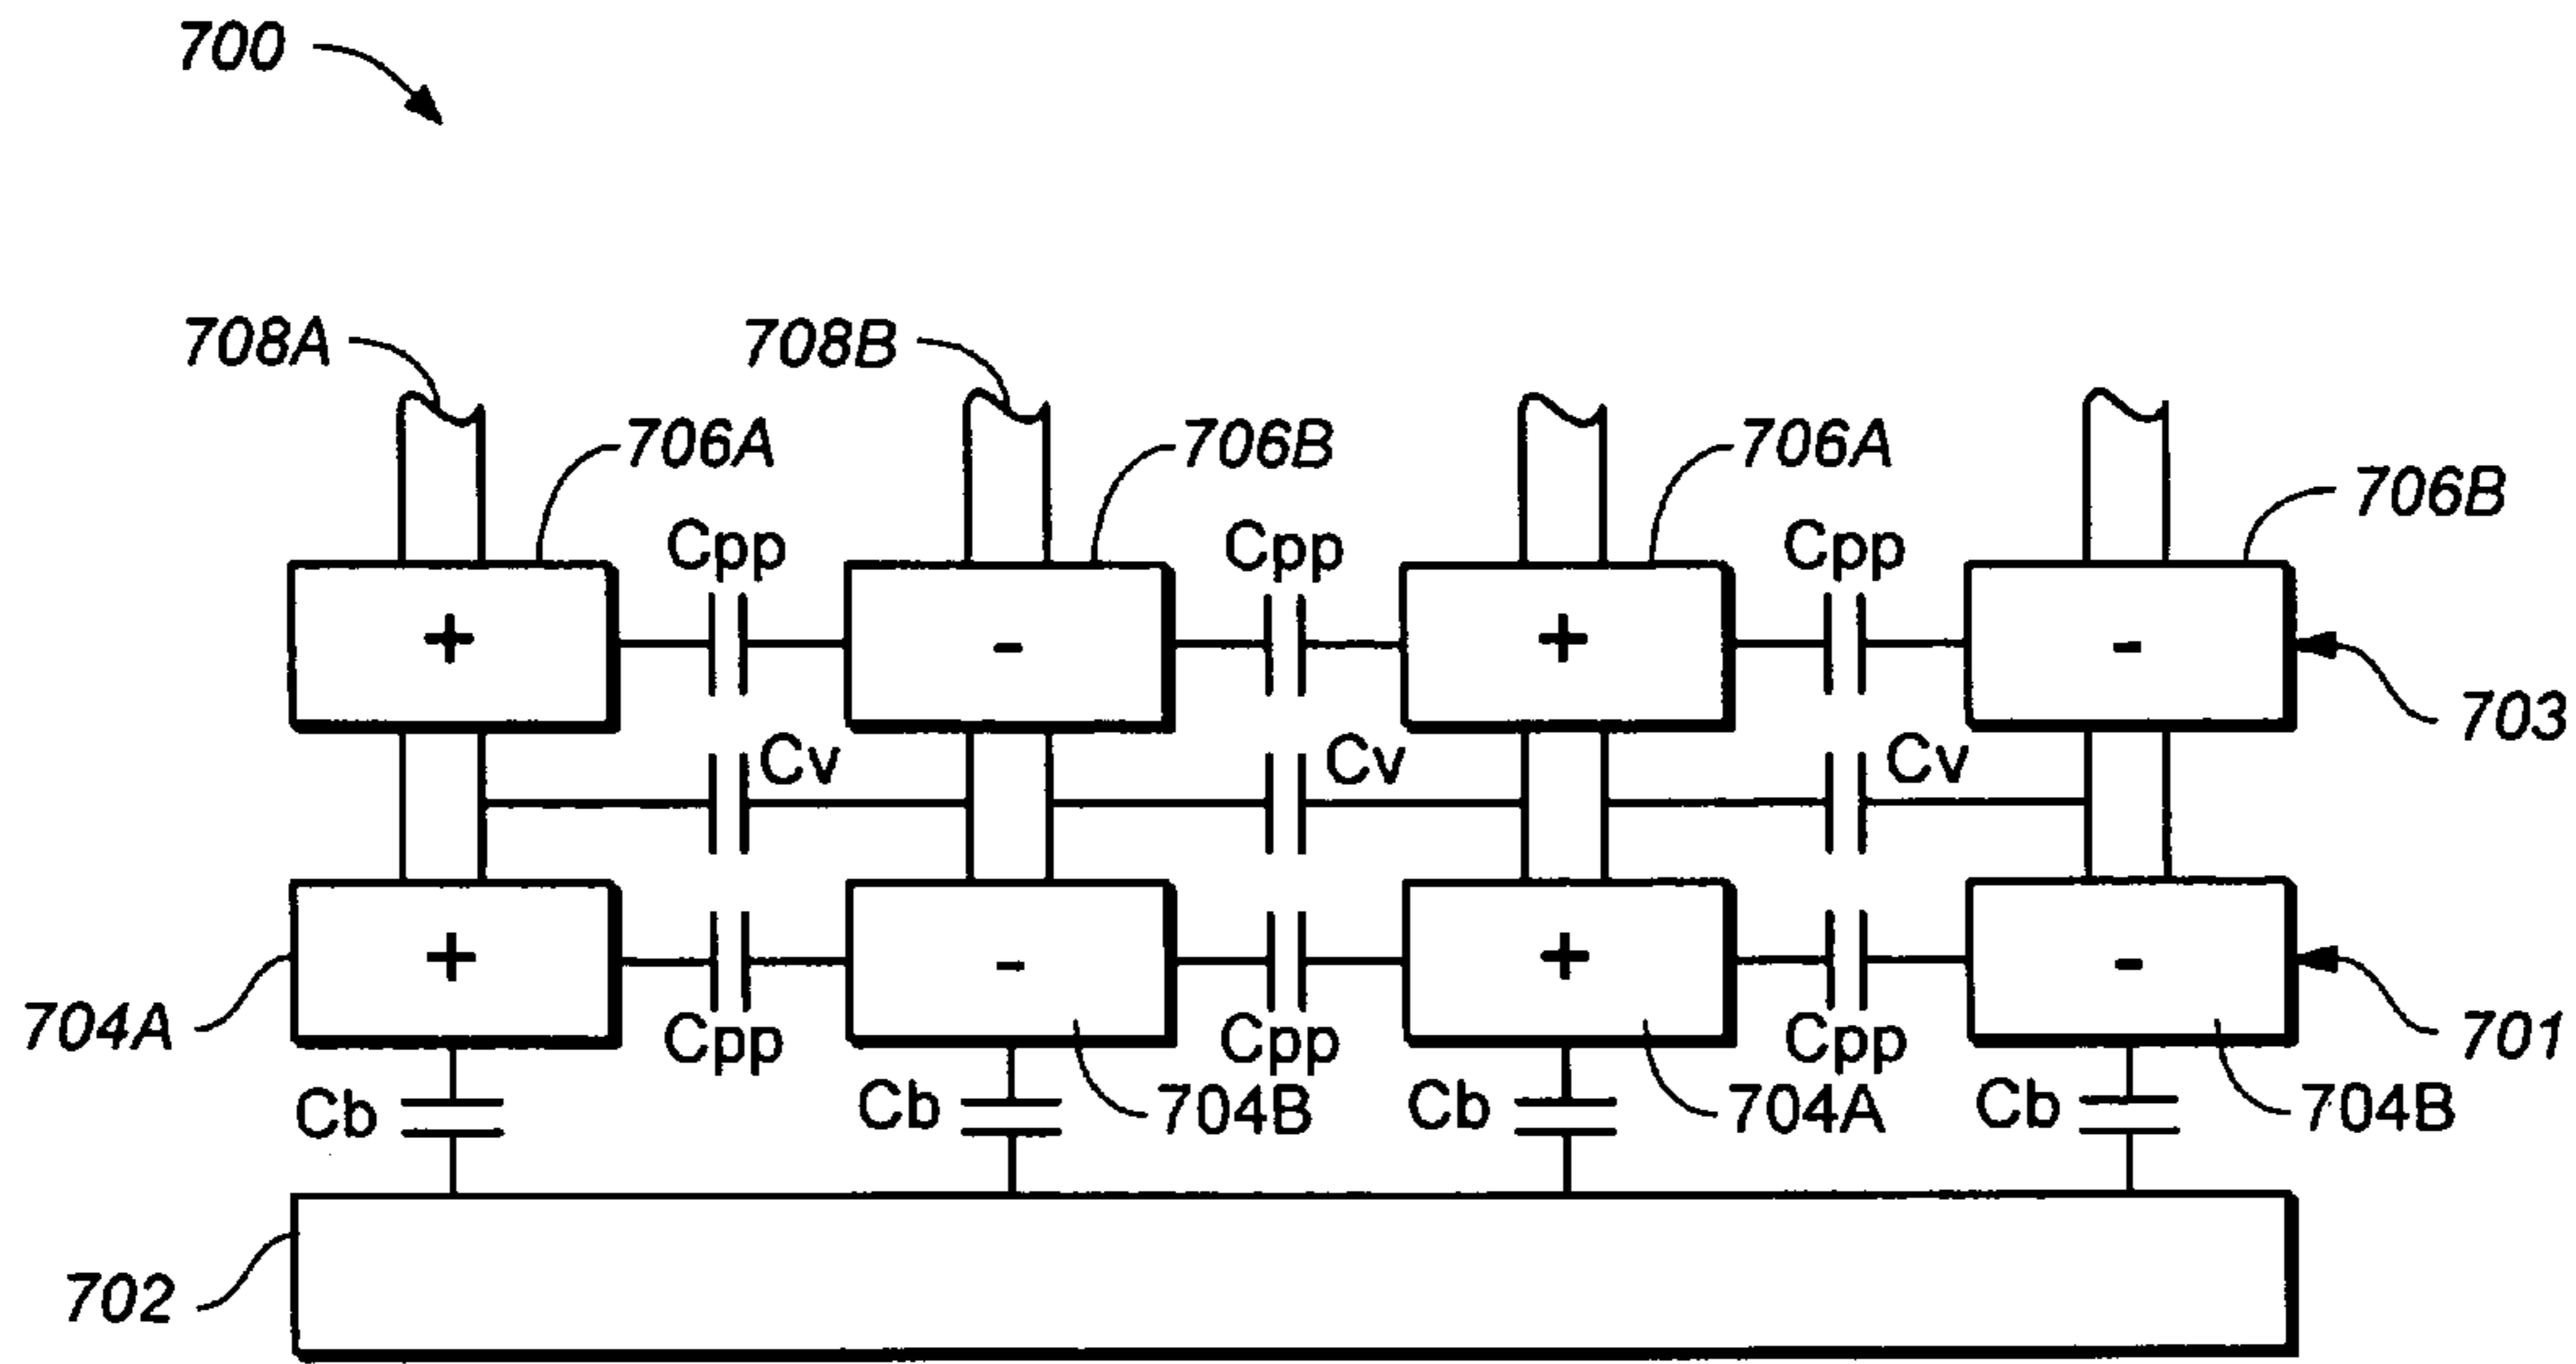 700
708A 708B
706A 706B 706A 706B
Cpp Cpp Cpp
+ - + -
703
Cv Cv Cv
+ - + -
704A Cpp Cpp Cpp 701
Cb Cb 704B Cb 704A Cb 704B
702